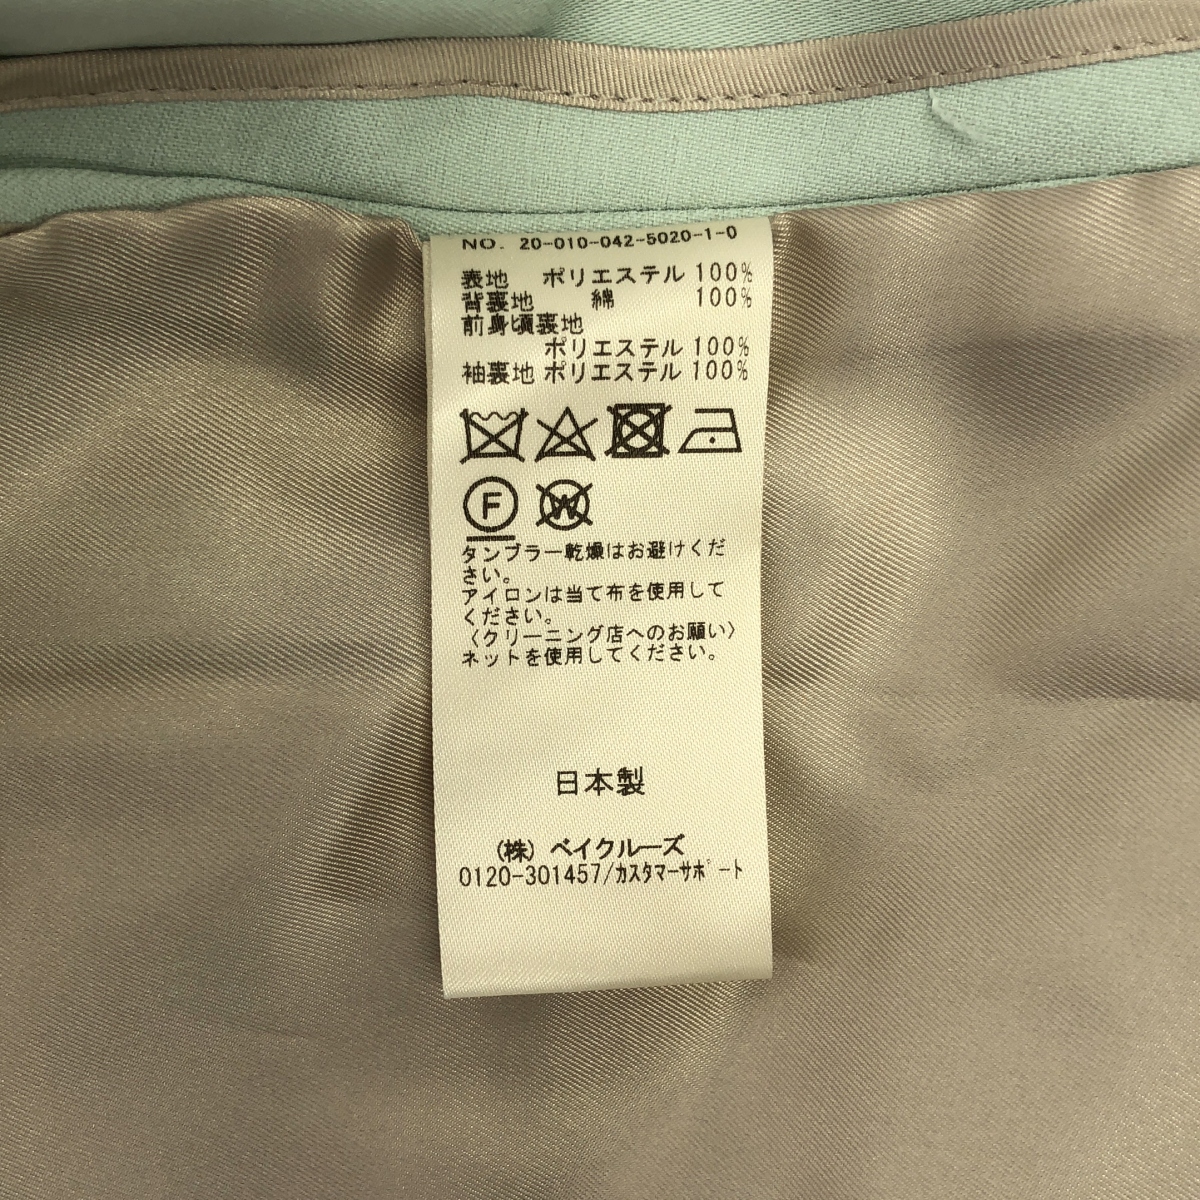 NO. 20-010-042-5020-1-0
表地 ポリエステル 100%
背裏地 綿 100%
前身頃裏地
ポリエステル 100%
袖裏地 ポリエステル 100%
F W
タンブラー乾燥はお避けくだ
さい。
アイロンは当て布を使用して
ください。
〈クリーニング店へのお願い〉
ネットを使用してください。
日本製
(株) ベイクルーズ
0120-301457/カスタマーサポート